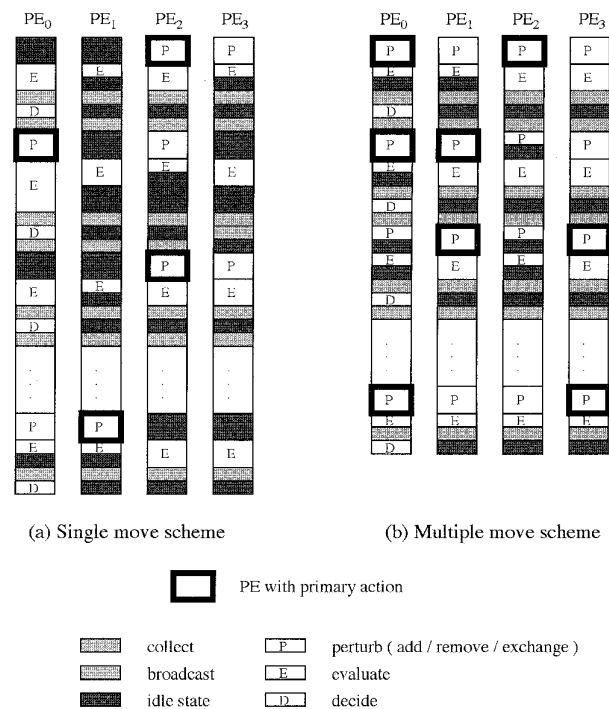 PE0 PE1 PE2 PE3
P P
E E E E
D
P P P
E E E E
D
P P
E E E E
D
P P
E E E E
D
(a) Single move scheme
PE0 PE1 PE2 PE3
P P P P
E E E E
D
P P P P
E E E E
D
P P P P
E E E E
D
P P P P
E E E E
D
(b) Multiple move scheme
PE with primary action
collect
P perturb ( add / remove / exchange )
broadcast
E evaluate
idle state
D decide